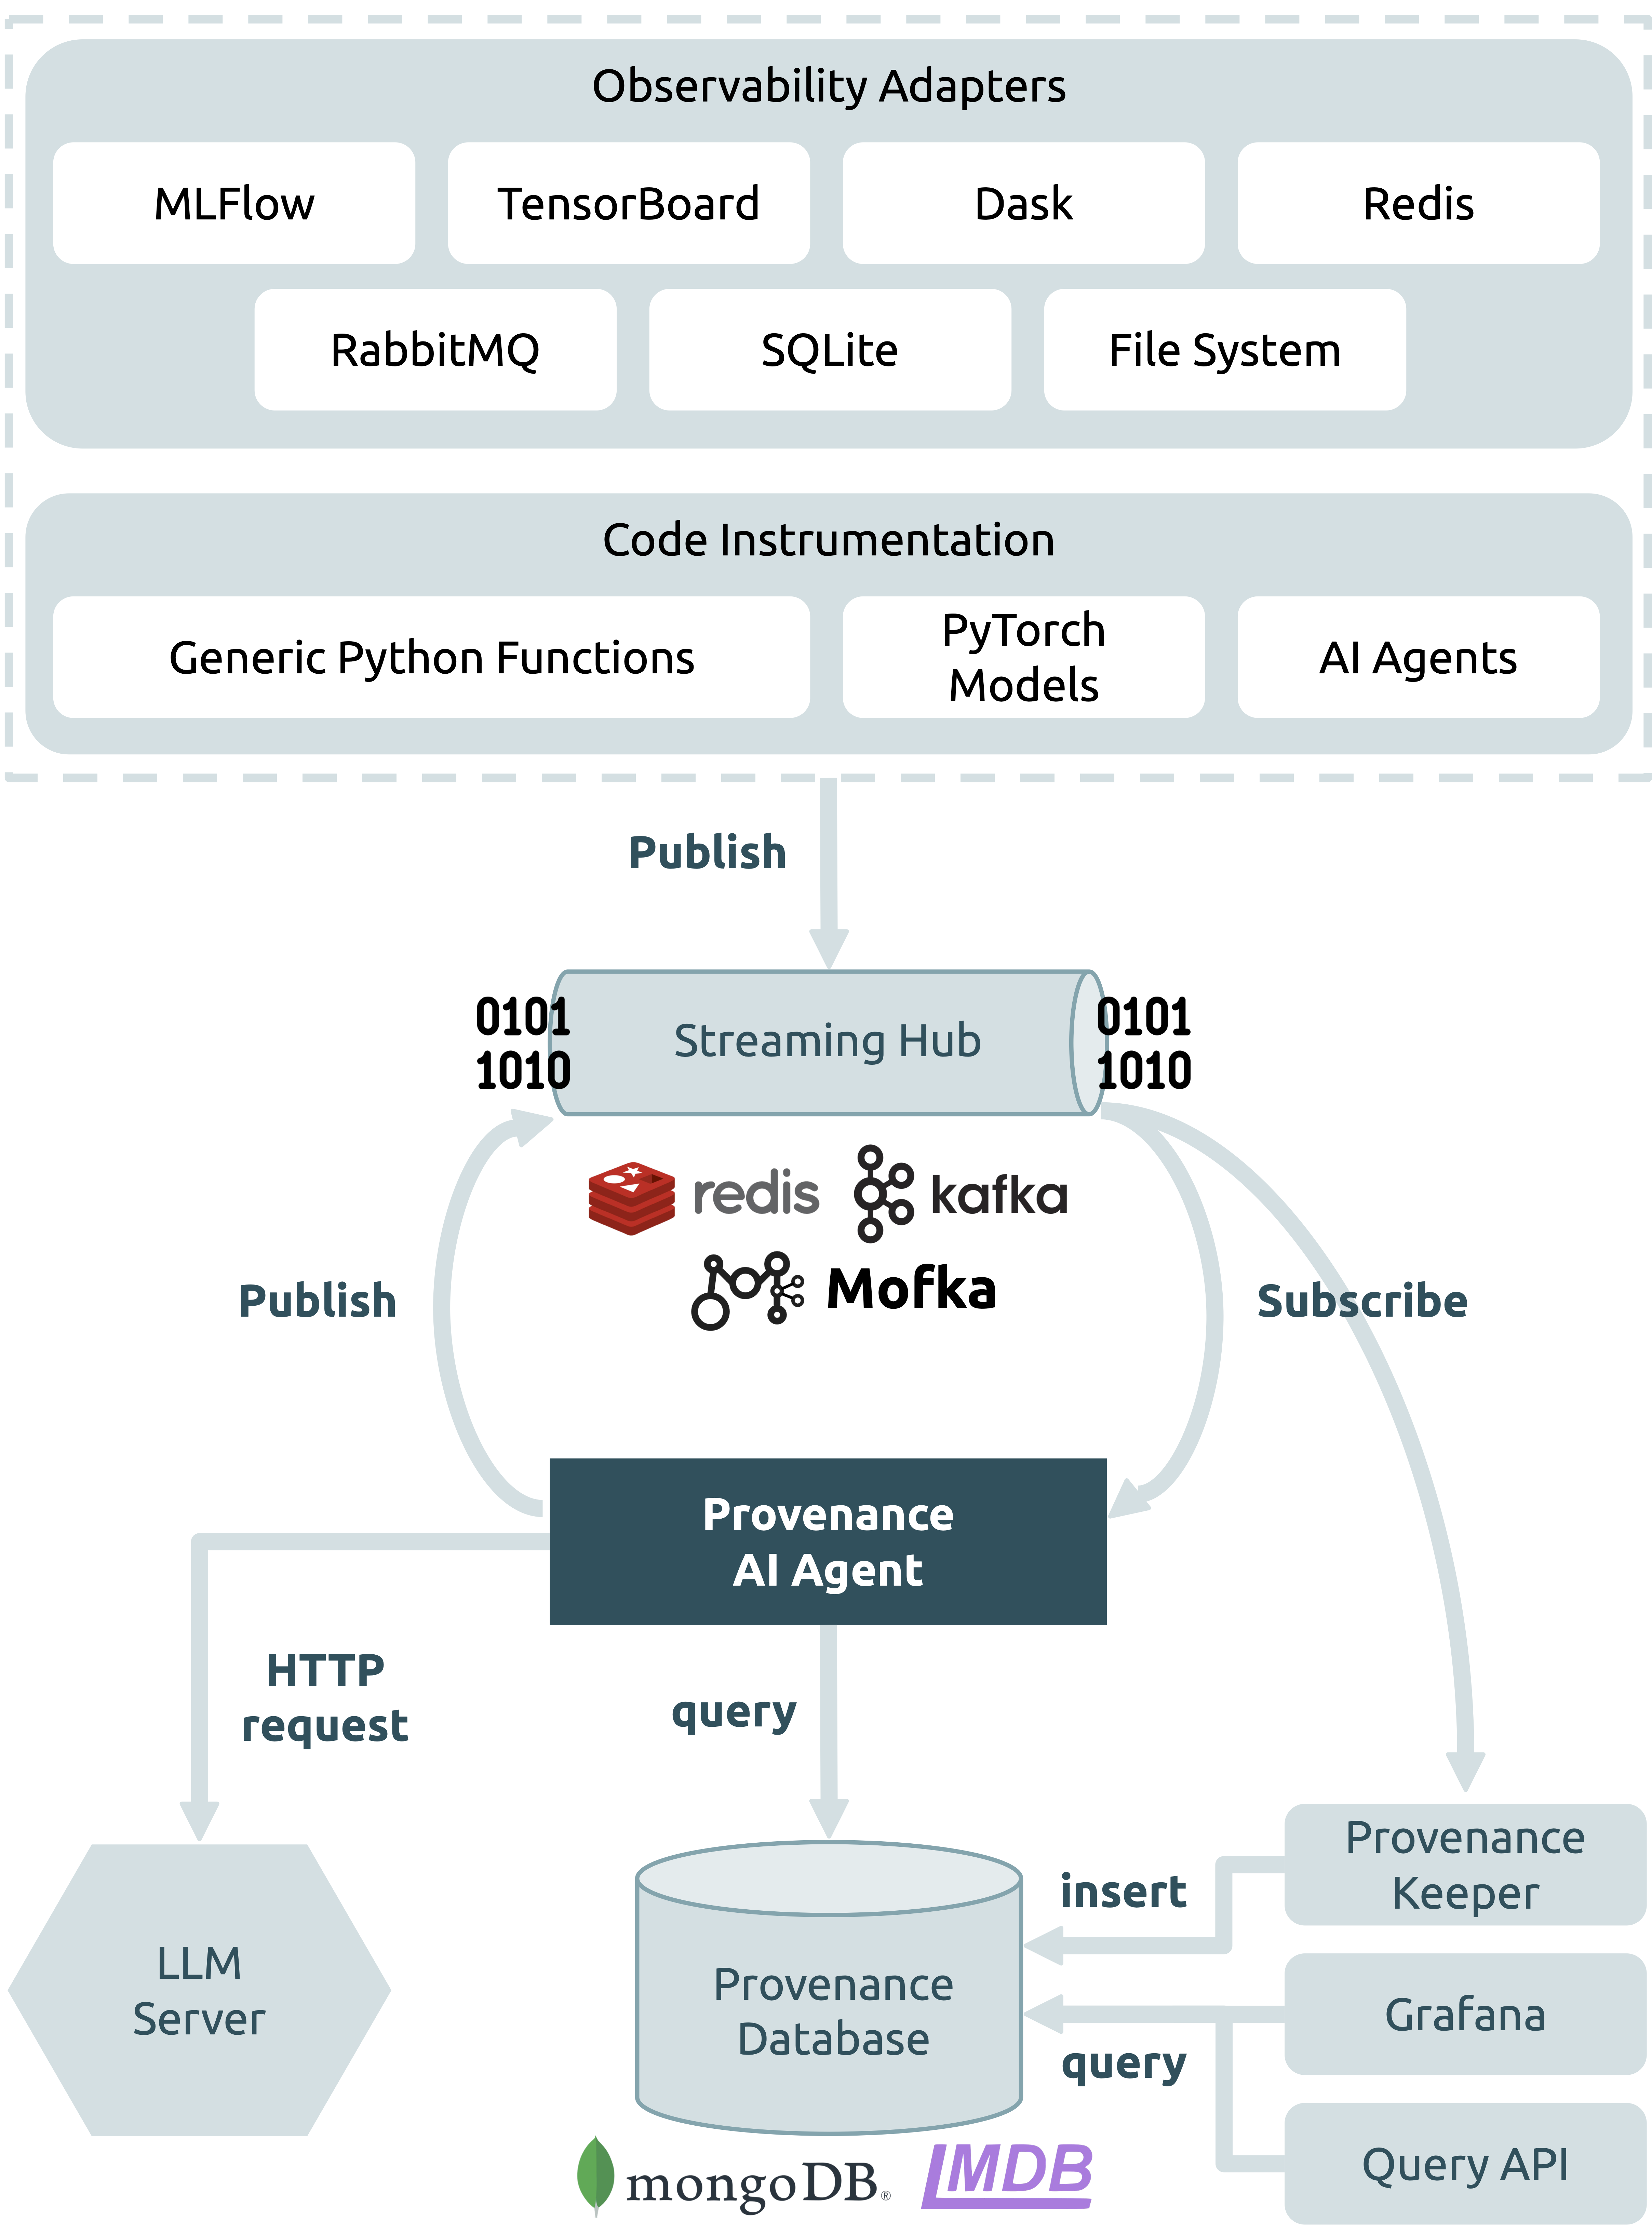 Observability Adapters
MLFlow
TensorBoard
Dask
Redis
RabbitMQ
SQLite
File System
Code Instrumentation
Generic Python Functions
PyTorch
Models
AI Agents
Publish
0101
1010
Streaming Hub
0101
1010
redis
kafka
Mofka
Publish
Subscribe
Provenance
AI Agent
HTTP
request
query
LLM
Server
Provenance
Database
insert
query
Provenance
Keeper
Grafana
Query API
mongoDB®
LMDB